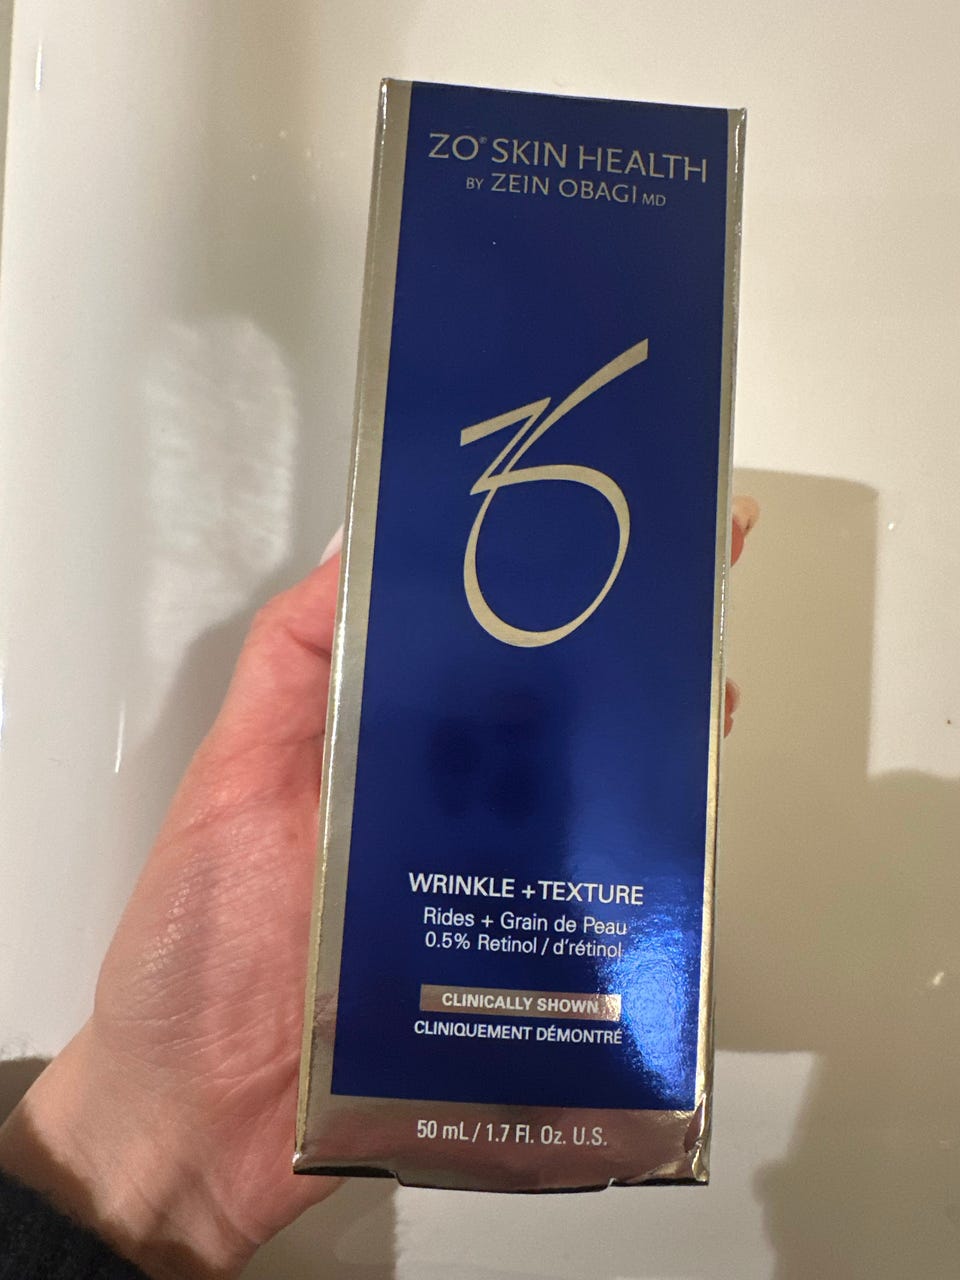 ZO® SKIN HEALTH
BY ZEIN OBAGI MD
WRINKLE + TEXTURE
Rides + Grain de Peau
0.5% Retinol / d'rétinol
CLINICALLY SHOWN
CLINIQUEMENT DÉMONTRÉ
50 mL / 1.7 Fl. Oz. U.S.